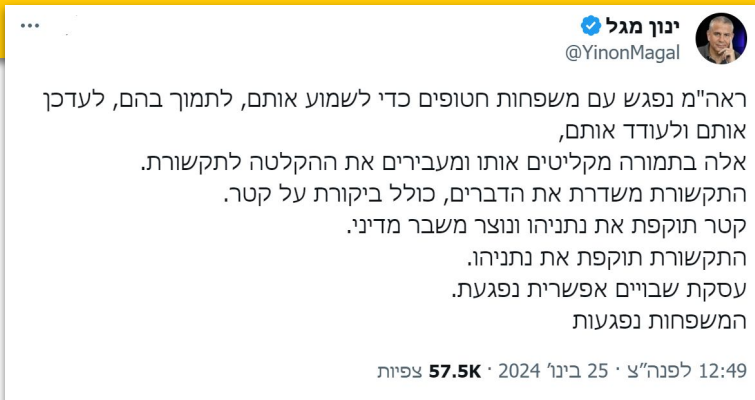 ינון מגל
@YinonMagal
ראה"מ נפגש עם משפחות חטופים כדי לשמוע אותם, לתמוך בהם, לעדכן
אותם ולעודד אותם,
אלה בתמורה מקליטים אותו ומעבירים את ההקלטה לתקשורת.
התקשורת משדרת את הדברים, כולל ביקורת על קטר.
קטר תוקפת את נתניהו ונוצר משבר מדיני.
התקשורת תוקפת את נתניהו.
עסקת שבויים אפשרית נפגעת.
המשפחות נפגעות
12:49 לפנה"צ · 25 בינו׳ 2024 · 57.5K צפיות